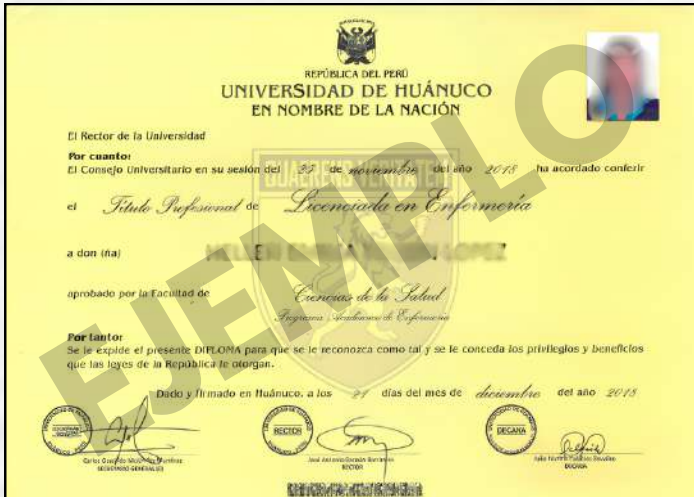 REPÚBLICA DEL PERÚ
UNIVERSIDAD DE HUÁNUCO
EN NOMBRE DE LA NACIÓN
El Rector de la Universidad
Por cuanto:
El Consejo Universitario en su sesión del de noviembre del año 2018 ha acordado conferir
el Título Profesional de Licenciada en Enfermería
a don (ña)
aprobado por la Facultad de Ciencias de la Salud
Programa Académico de Enfermería
Por tanto:
Se le expide el presente DIPLOMA para que se le reconozca como tal y se le conceda los privilegios y beneficios
que las leyes de la República le otorgan.
Dado y firmado en Huánuco, a los días del mes de diciembre del año 2018
EJEMPLO
QUAERENS VERITATEM
RECTOR
DECANA
SECRETARIO GENERAL
RECTOR
DECANA